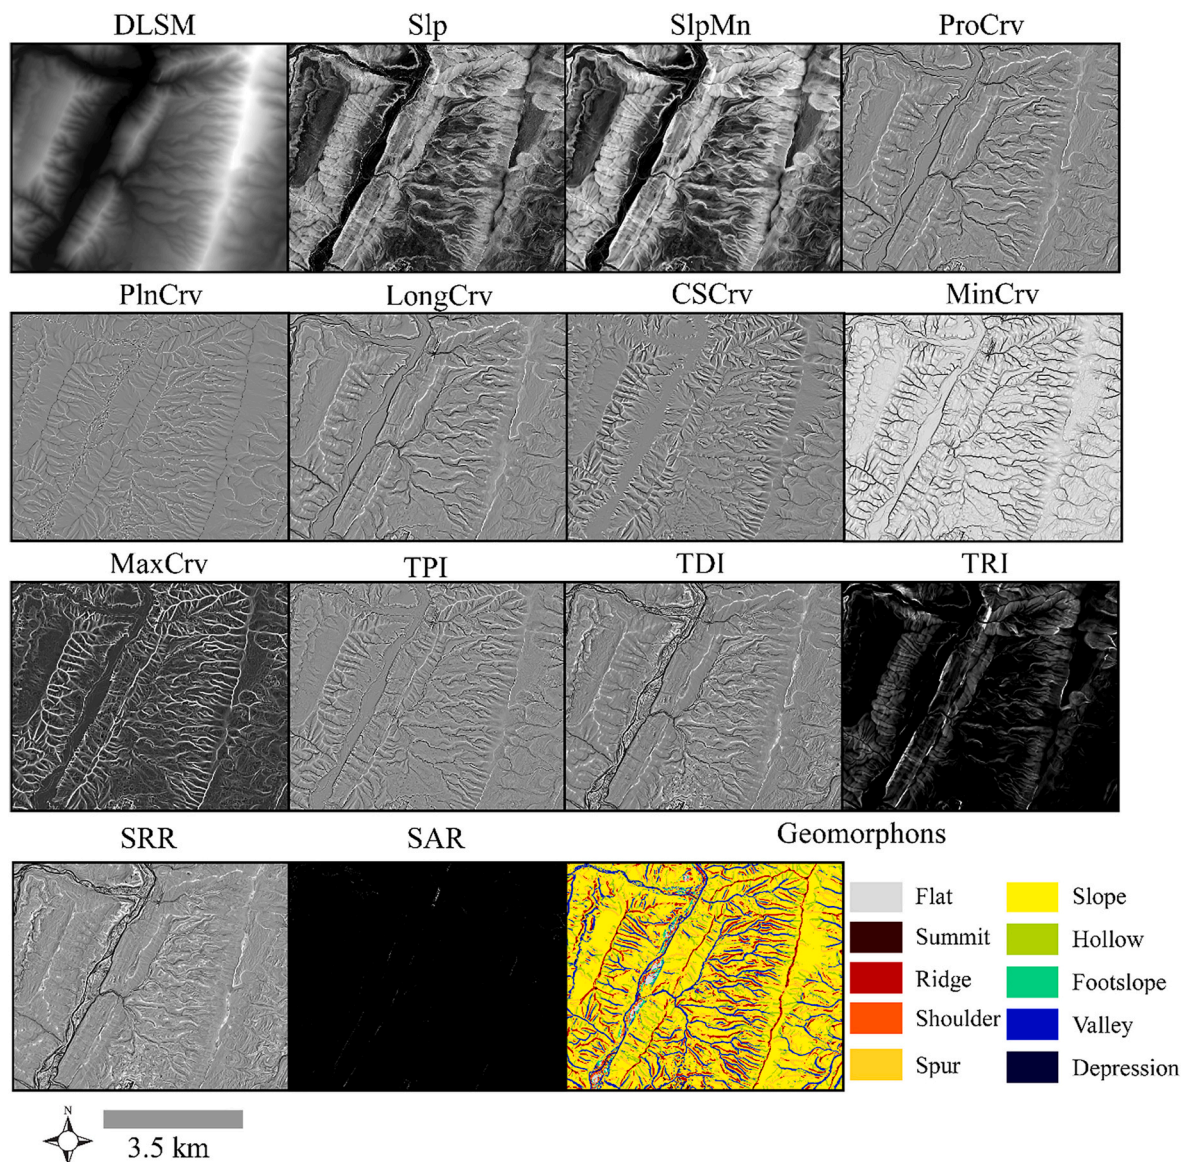 DLSM Slp SlpMn ProCrv
PlnCrv LongCrv CSCrv MinCrv
MaxCrv TPI TDI TRI
SRR SAR Geomorphons
Flat Slope
Summit Hollow
Ridge Footslope
Shoulder Valley
Spur Depression
N
3.5 km